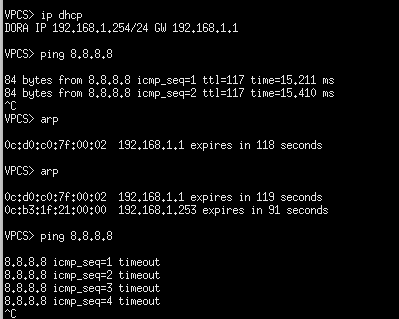 VPCS> ip dhcp
DORA IP 192.168.1.254/24 GW 192.168.1.1
VPCS> ping 8.8.8.8
84 bytes from 8.8.8.8 icmp_seq=1 ttl=117 time=15.211 ms
84 bytes from 8.8.8.8 icmp_seq=2 ttl=117 time=15.410 ms
^C
VPCS> arp
0c:d0:c0:7f:00:02  192.168.1.1 expires in 118 seconds
VPCS> arp
0c:d0:c0:7f:00:02  192.168.1.1 expires in 119 seconds
0c:b3:1f:21:00:00  192.168.1.253 expires in 91 seconds
VPCS> ping 8.8.8.8
8.8.8.8 icmp_seq=1 timeout
8.8.8.8 icmp_seq=2 timeout
8.8.8.8 icmp_seq=3 timeout
8.8.8.8 icmp_seq=4 timeout
^C